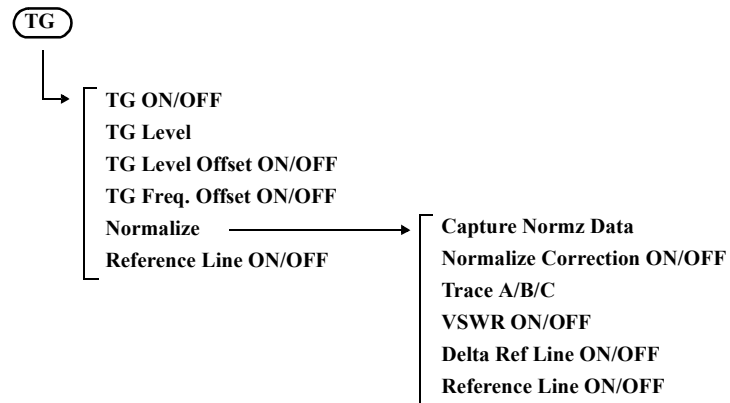 TG
TG ON/OFF
TG Level
TG Level Offset ON/OFF
TG Freq. Offset ON/OFF
Normalize
Reference Line ON/OFF
Capture Normz Data
Normalize Correction ON/OFF
Trace A/B/C
VSWR ON/OFF
Delta Ref Line ON/OFF
Reference Line ON/OFF